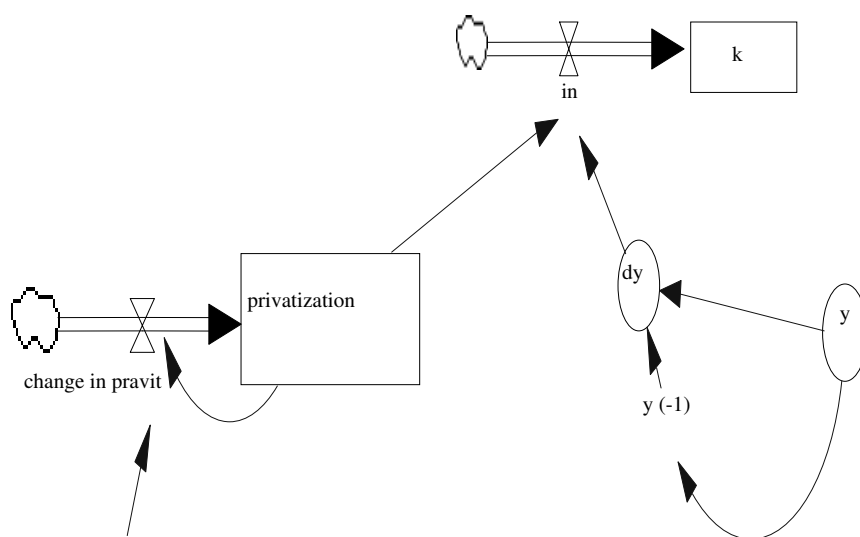 k
in
dy
privatization
y
change in pravit
y (-1)